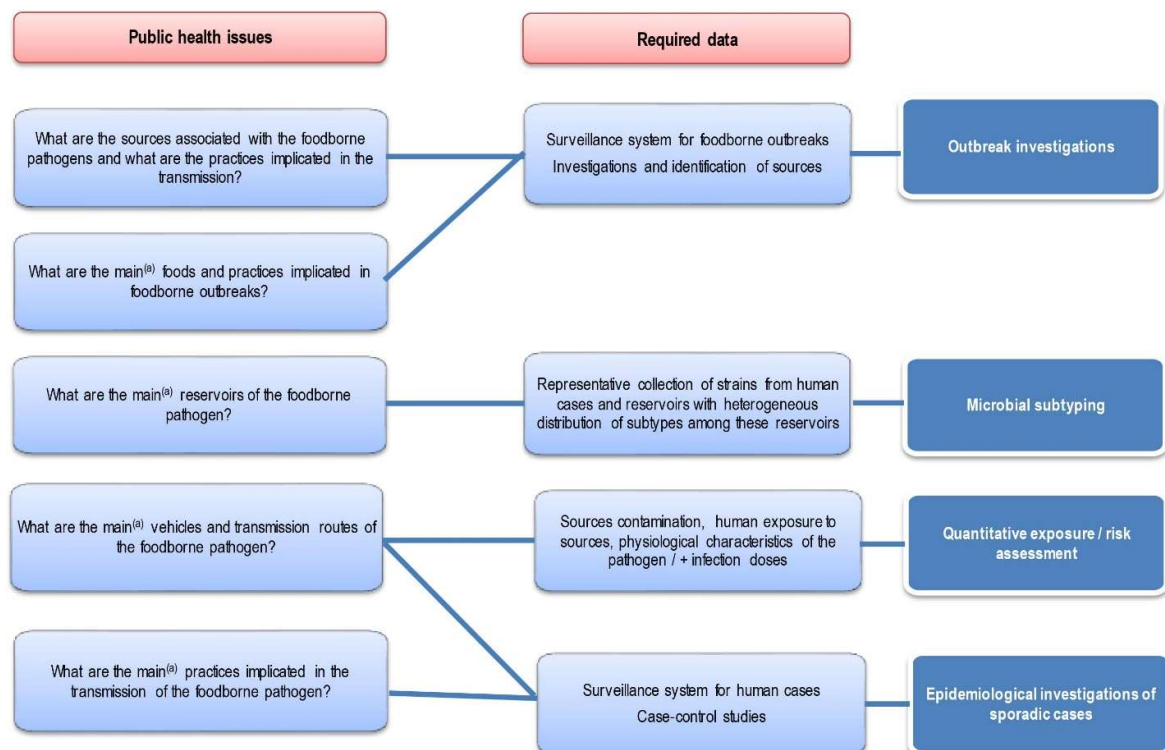 Public health issues
Required data
What are the sources associated with the foodborne
pathogens and what are the practices implicated in the
transmission?
Surveillance system for foodborne outbreaks
Investigations and identification of sources
Outbreak investigations
What are the main(a) foods and practices implicated in
foodborne outbreaks?
What are the main(a) reservoirs of the foodborne
pathogen?
Representative collection of strains from human
cases and reservoirs with heterogeneous
distribution of subtypes among these reservoirs
Microbial subtyping
What are the main(a) vehicles and transmission routes of
the foodborne pathogen?
Sources contamination, human exposure to
sources, physiological characteristics of the
pathogen / + infection doses
Quantitative exposure / risk
assessment
What are the main(a) practices implicated in the
transmission of the foodborne pathogen?
Surveillance system for human cases
Case-control studies
Epidemiological investigations of
sporadic cases